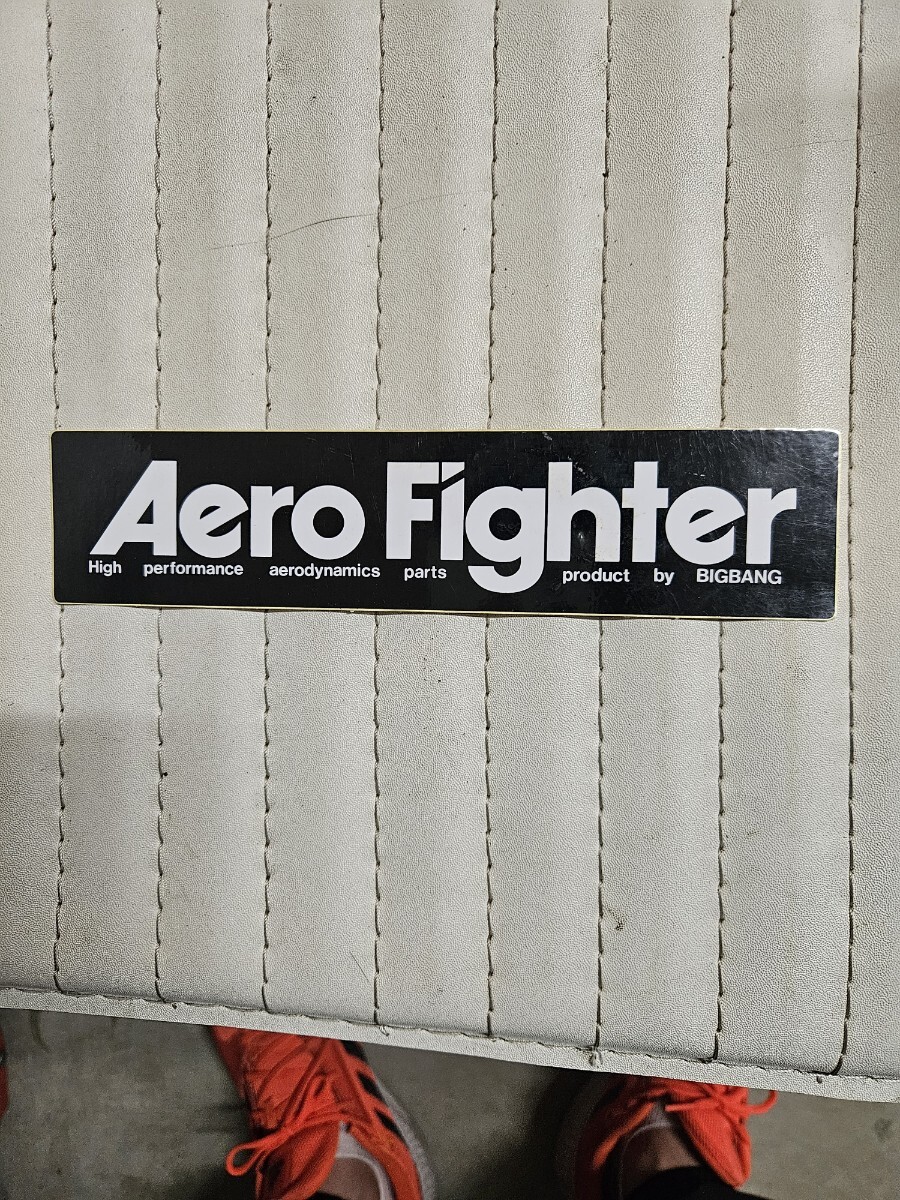 Aero Fighter
High performance aerodynamics parts product by BIGBANG